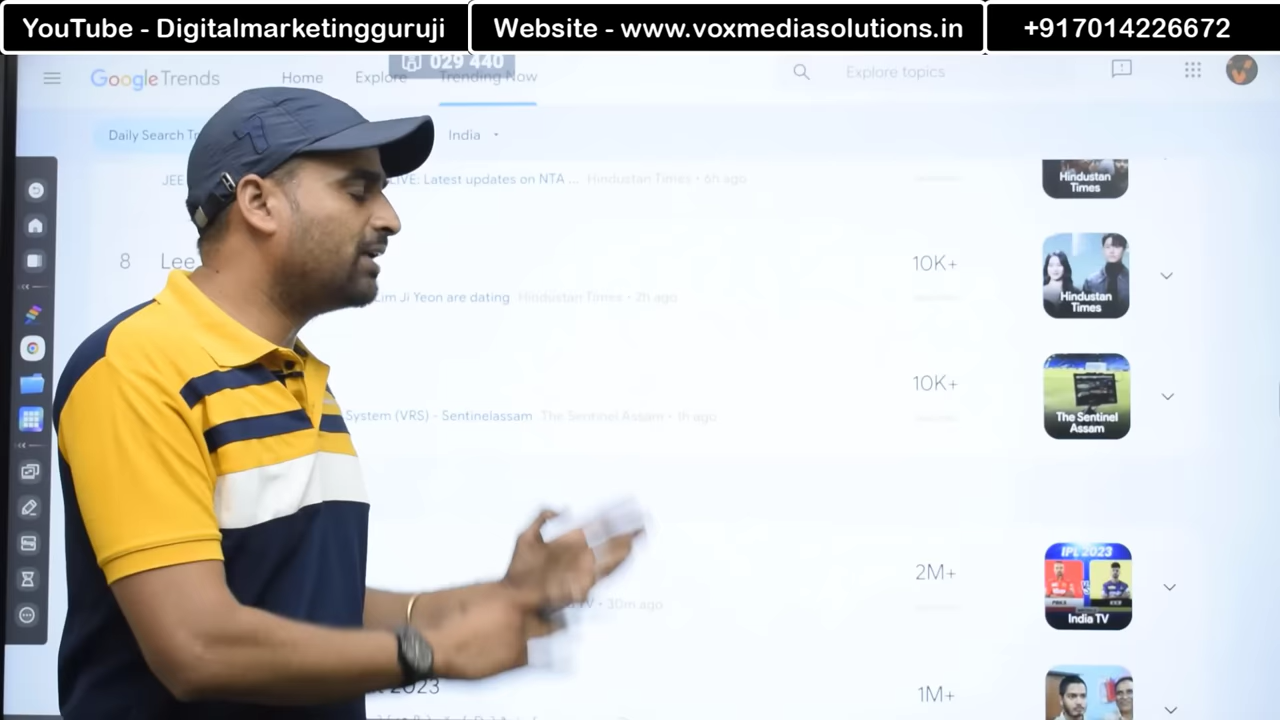 YouTube - Digitalmarketingguruji
Website - www.voxmediasolutions.in
+917014226672
029 440
Google Trends
Home
Explore
Trending Now
Explore topics
Daily Search
India
JEE
LIVE: Latest updates on NTA ... Hindustan Times • 6h ago
Hindustan
Times
8
Lee
10K+
Lim Ji Yeon are dating Hindustan Times • 2h ago
Hindustan
Times
10K+
System (VRS) - Sentinelassam The Sentinel Assam • 1h ago
The Sentinel
Assam
2M+
TV • 30m ago
IPL 2023
India TV
2023
1M+